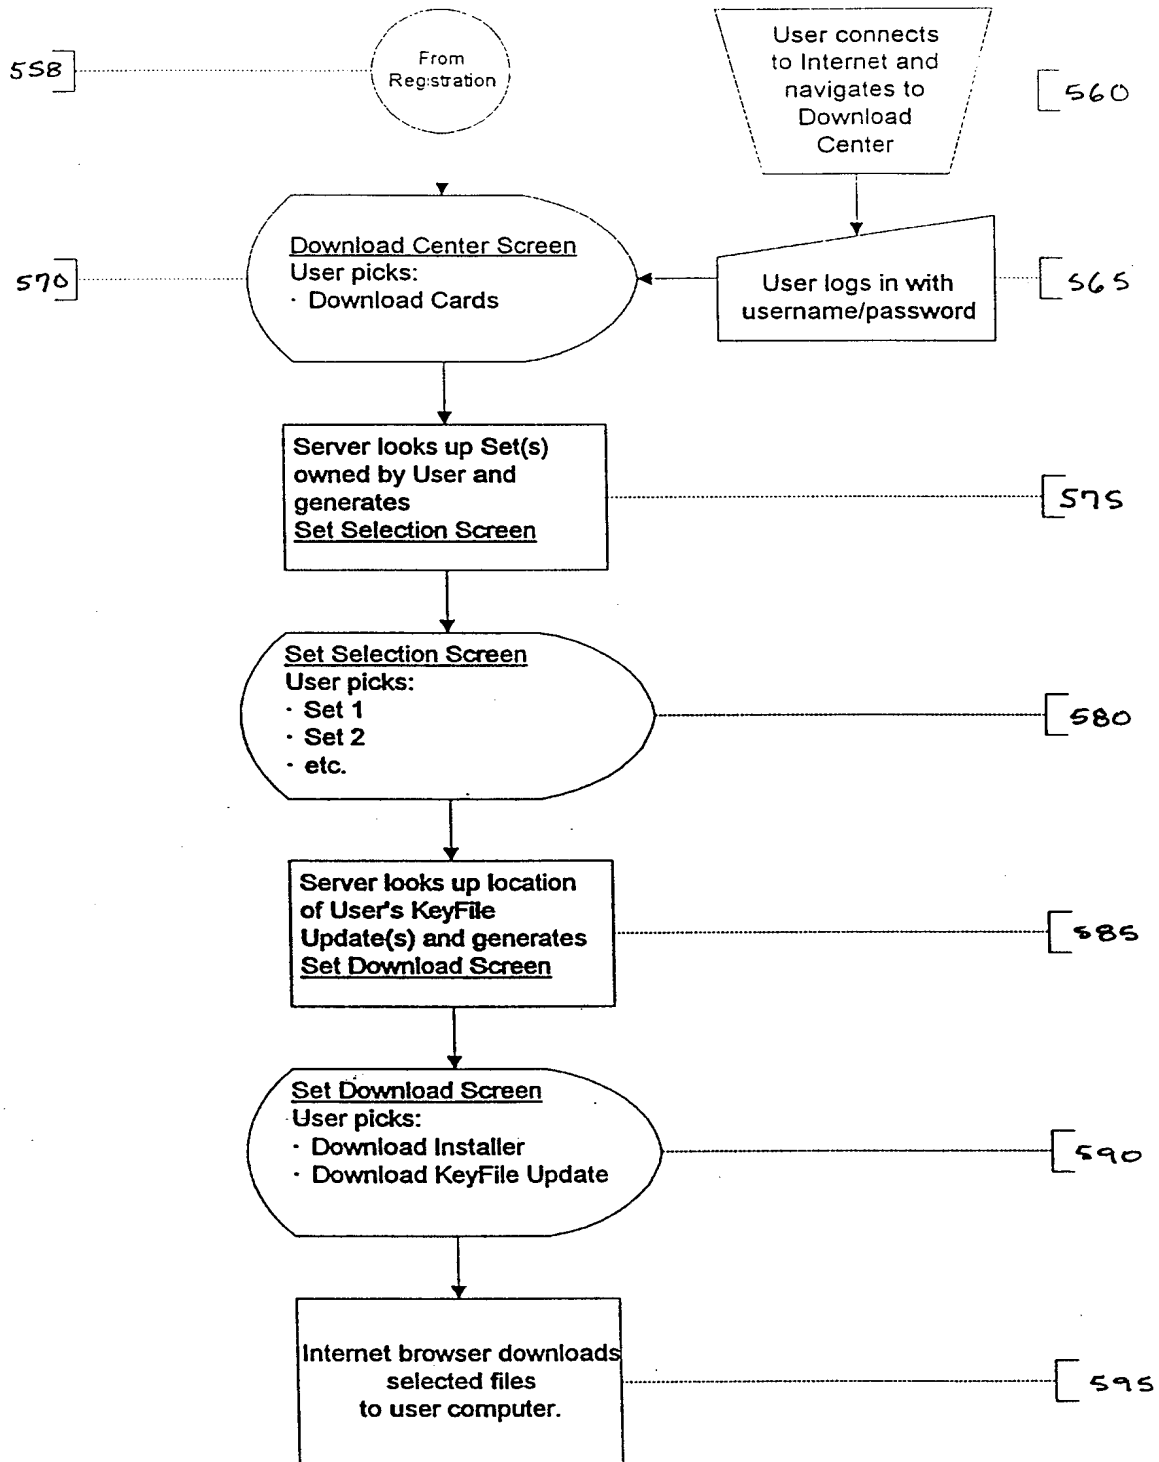 558
From
Registration
User connects
to Internet and
navigates to
Download
Center
560
570
Download Center Screen
User picks:
· Download Cards
User logs in with
username/password
565
Server looks up Set(s)
owned by User and
generates
Set Selection Screen
575
Set Selection Screen
User picks:
· Set 1
· Set 2
· etc.
580
Server looks up location
of User's KeyFile
Update(s) and generates
Set Download Screen
585
Set Download Screen
User picks:
· Download Installer
· Download KeyFile Update
590
Internet browser downloads
selected files
to user computer.
595